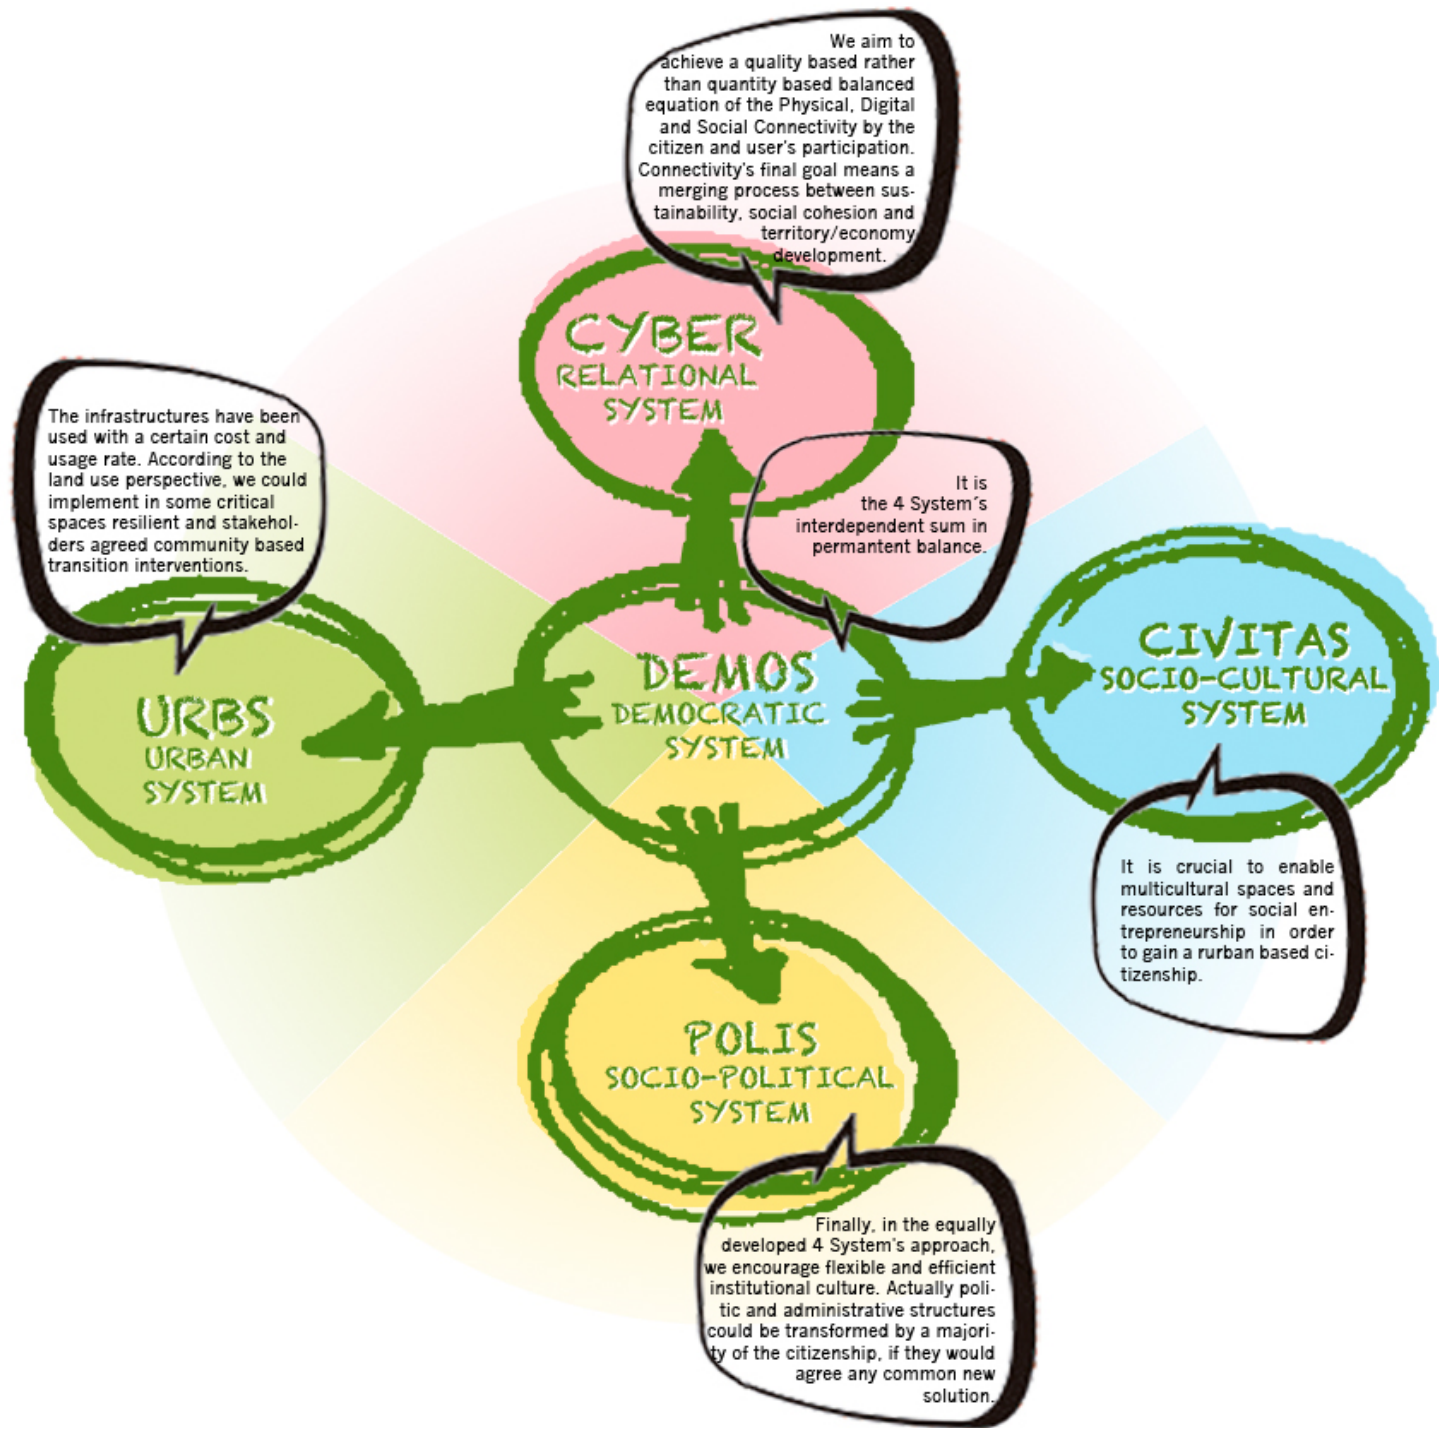 We aim to
achieve a quality based rather
than quantity based balanced
equation of the Physical, Digital
and Social Connectivity by the
citizen and user's participation.
Connectivity's final goal means a
merging process between sus-
tainability, social cohesion and
territory/economy
development.
CYBER
RELATIONAL
SYSTEM
The infrastructures have been
used with a certain cost and
usage rate. According to the
land use perspective, we could
implement in some critical
spaces resilient and stakehol-
ders agreed community based
transition interventions.
It is
the 4 System´s
interdependent sum in
permantent balance.
URBS
URBAN
SYSTEM
DEMOS
DEMOCRATIC
SYSTEM
CIVITAS
SOCIO-CULTURAL
SYSTEM
It is crucial to enable
multicultural spaces and
resources for social en-
trepreneurship in order
to gain a rurban based ci-
tizenship.
POLIS
SOCIO-POLITICAL
SYSTEM
Finally, in the equally
developed 4 System's approach,
we encourage flexible and efficient
institutional culture. Actually poli-
tic and administrative structures
could be transformed by a majori-
ty of the citizenship, if they would
agree any common new
solution.